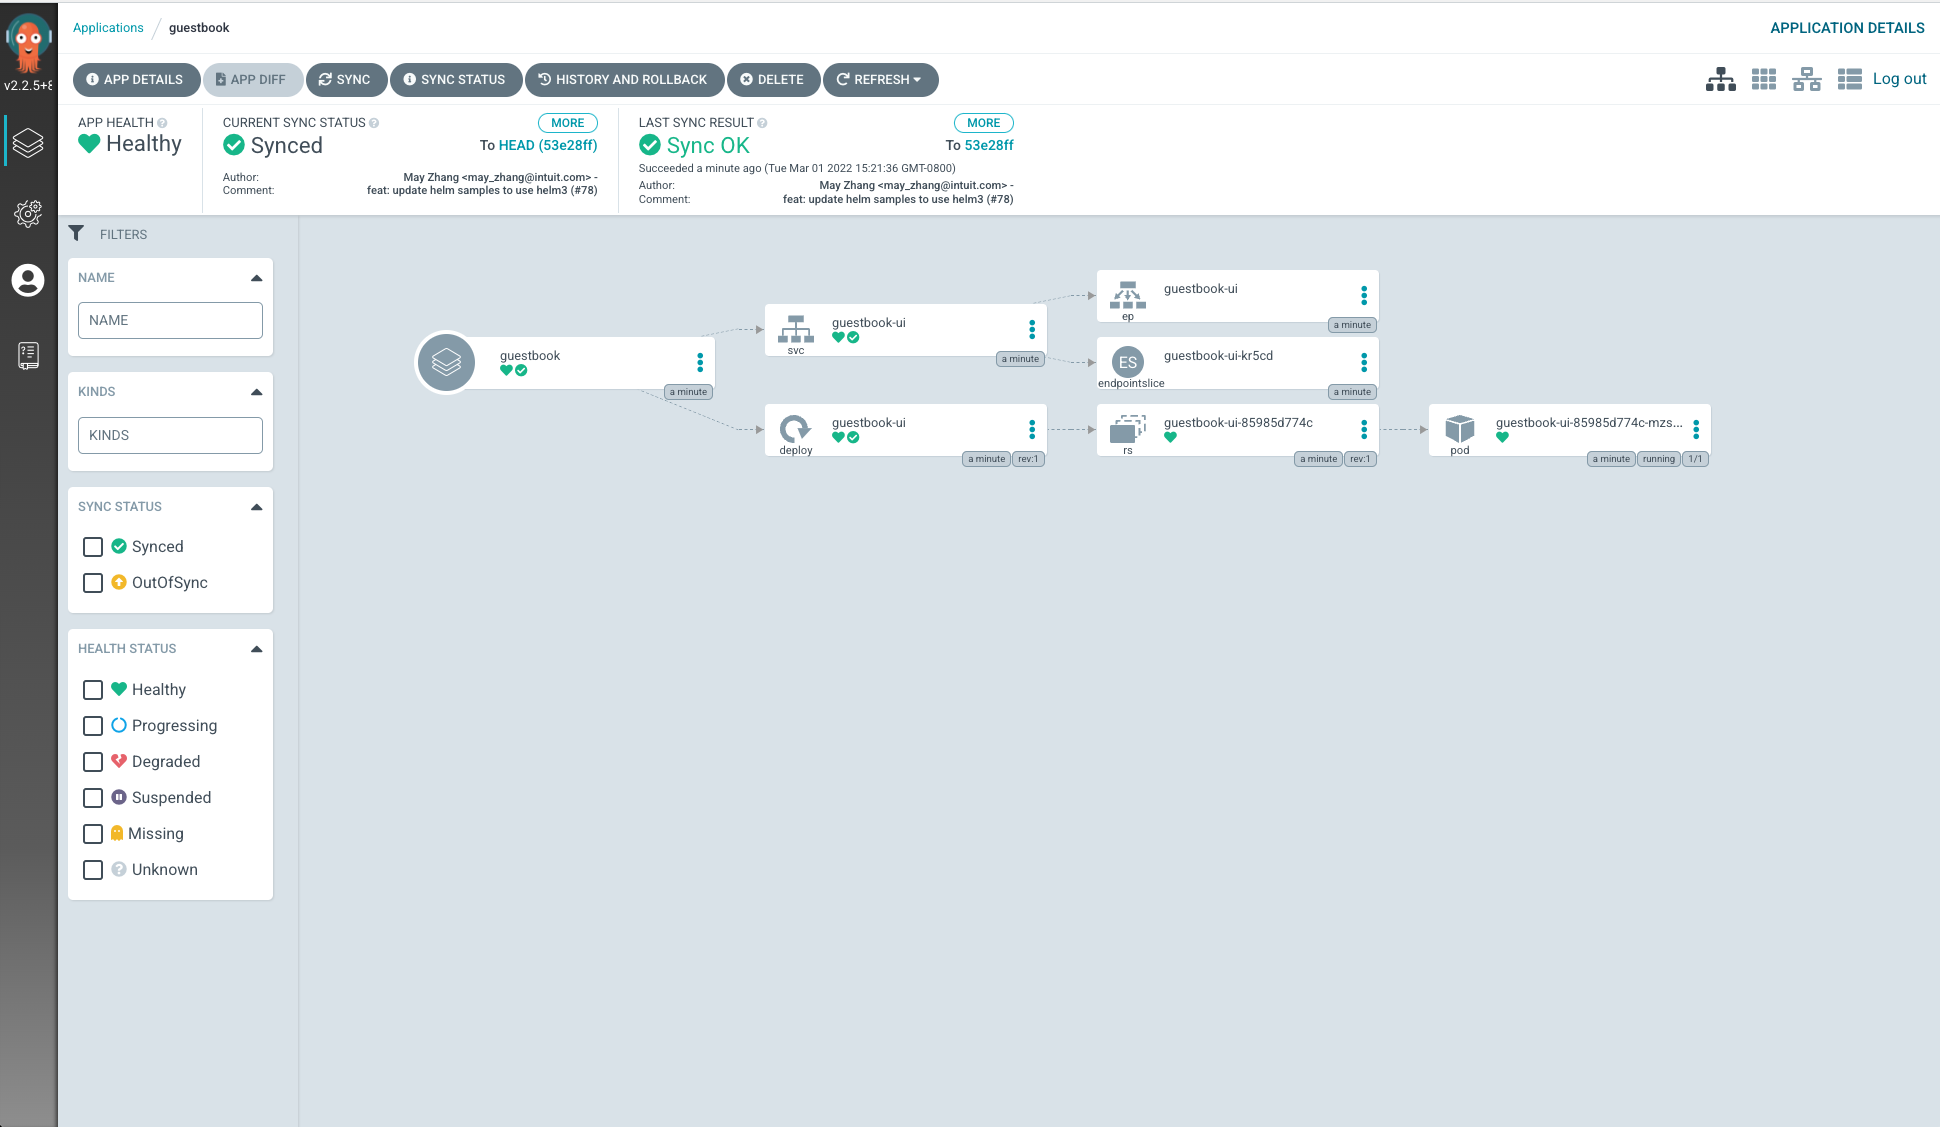 v2.2.5+8
Applications / guestbook
APPLICATION DETAILS
APP DETAILS
APP DIFF
SYNC
SYNC STATUS
HISTORY AND ROLLBACK
DELETE
REFRESH
Log out
APP HEALTH
Healthy
CURRENT SYNC STATUS
MORE
Synced
To HEAD (53e28ff)
Author:
May Zhang <may_zhang@intuit.com> -
Comment:
feat: update helm samples to use helm3 (#78)
LAST SYNC RESULT
MORE
Sync OK
To 53e28ff
Succeeded a minute ago (Tue Mar 01 2022 15:21:36 GMT-0800)
Author:
May Zhang <may_zhang@intuit.com> -
Comment:
feat: update helm samples to use helm3 (#78)
FILTERS
NAME
NAME
KINDS
KINDS
SYNC STATUS
Synced
OutOfSync
HEALTH STATUS
Healthy
Progressing
Degraded
Suspended
Missing
Unknown
guestbook
a minute
guestbook-ui
svc
a minute
guestbook-ui
deploy
a minute
rev:1
guestbook-ui
ep
a minute
ES
guestbook-ui-kr5cd
endpointslice
a minute
guestbook-ui-85985d774c
rs
a minute
rev:1
guestbook-ui-85985d774c-mzs...
pod
a minute
running
1/1